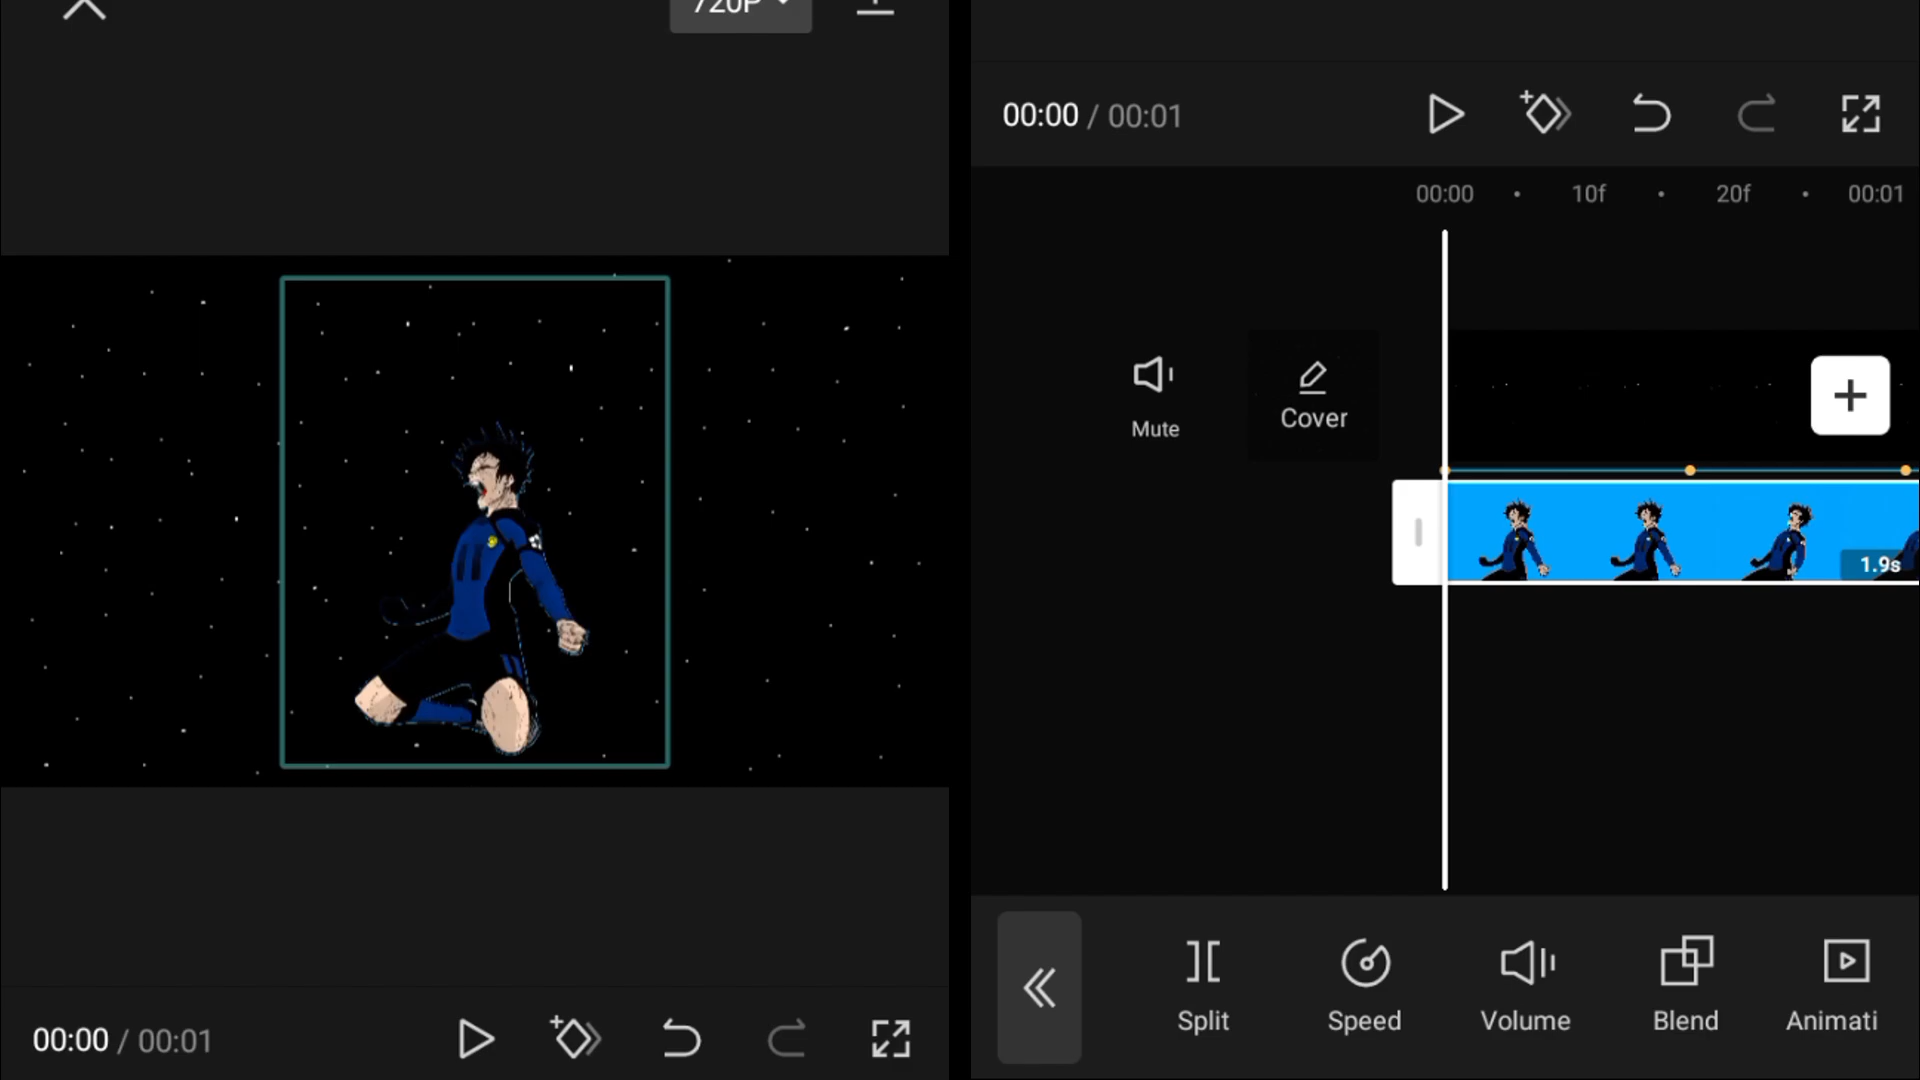 720P
00:00 / 00:01
00:00 / 00:01
00:00 • 10f • 20f • 00:01
Mute
Cover
1.9s
Split
Speed
Volume
Blend
Animati